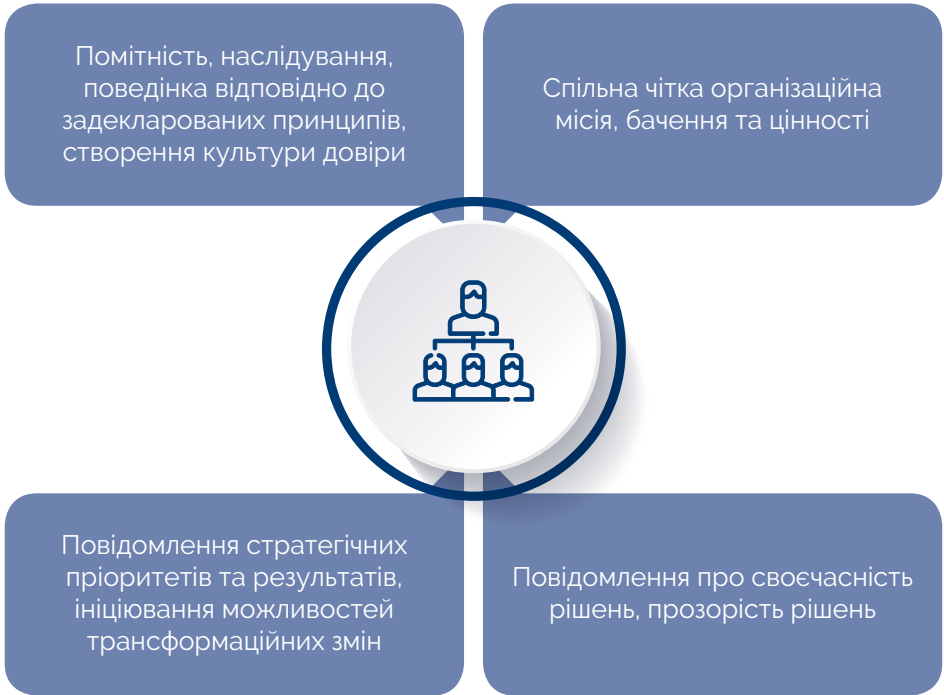 Помітність, наслідування,
поведінка відповідно до
задекларованих принципів,
створення культури довіри
Спільна чітка організаційна
місія, бачення та цінності
Повідомлення стратегічних
пріоритетів та результатів,
ініціювання можливостей
трансформаційних змін
Повідомлення про своєчасність
рішень, прозорість рішень